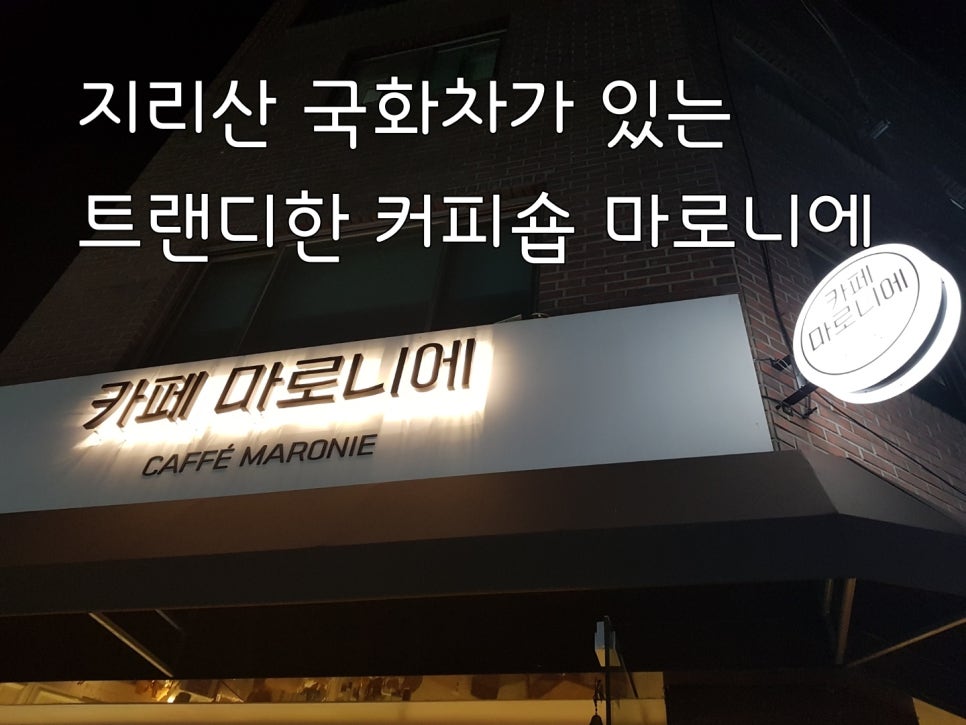 지리산 국화차가 있는
트랜디한 커피숍 마로니에
카페
마로니에
카페 마로니에
CAFFÉ MARONIE